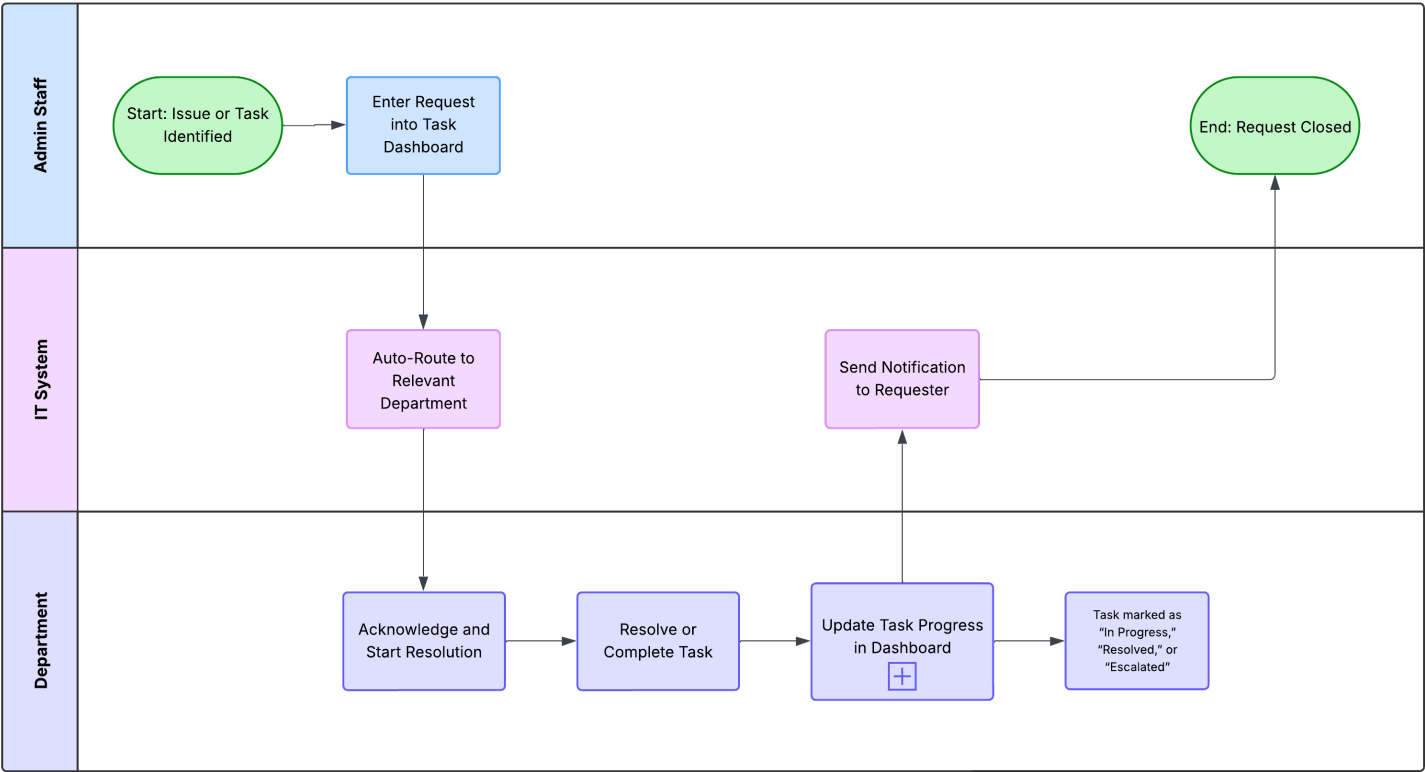 Admin Staff
Start: Issue or Task
Identified
Enter Request
into Task
Dashboard
End: Request Closed
IT System
Auto-Route to
Relevant
Department
Send Notification
to Requester
Department
Acknowledge and
Start Resolution
Resolve or
Complete Task
Update Task Progress
in Dashboard
Task marked as
“In Progress,”
“Resolved,” or
“Escalated”